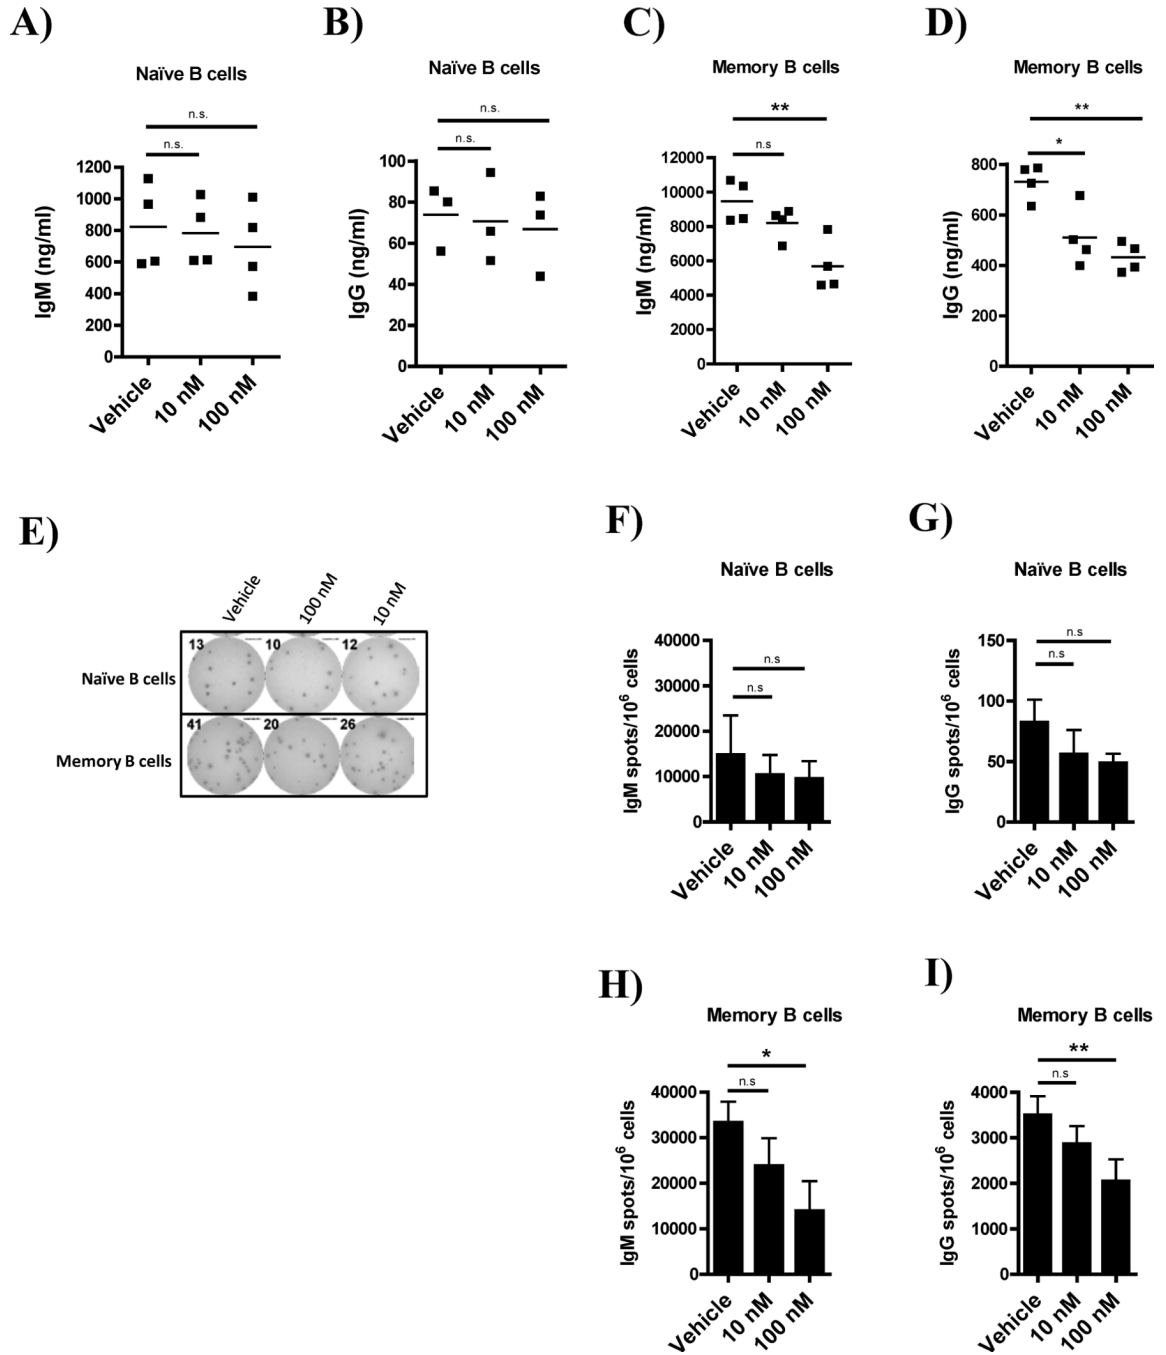 A)
B)
C)
D)
Naïve B cells
n.s.
n.s.
IgM (ng/ml)
1200
1000
800
600
400
200
0
Vehicle
10 nM
100 nM
Naïve B cells
n.s.
n.s.
IgG (ng/ml)
100
80
60
40
20
0
Vehicle
10 nM
100 nM
Memory B cells
**
n.s
IgM (ng/ml)
12000
10000
8000
6000
4000
2000
0
Vehicle
10 nM
100 nM
Memory B cells
**
*
IgG (ng/ml)
800
600
400
200
0
Vehicle
10 nM
100 nM
E)
Vehicle
100 nM
10 nM
Naïve B cells
13
10
12
Memory B cells
41
20
26
F)
Naïve B cells
n.s
n.s
IgM spots/10⁶ cells
40000
30000
20000
10000
0
Vehicle
10 nM
100 nM
G)
Naïve B cells
n.s
n.s
IgG spots/10⁶ cells
150
100
50
0
Vehicle
10 nM
100 nM
H)
Memory B cells
*
n.s
IgM spots/10⁶ cells
40000
30000
20000
10000
0
Vehicle
10 nM
100 nM
I)
Memory B cells
**
n.s
IgG spots/10⁶ cells
4000
3000
2000
1000
0
Vehicle
10 nM
100 nM